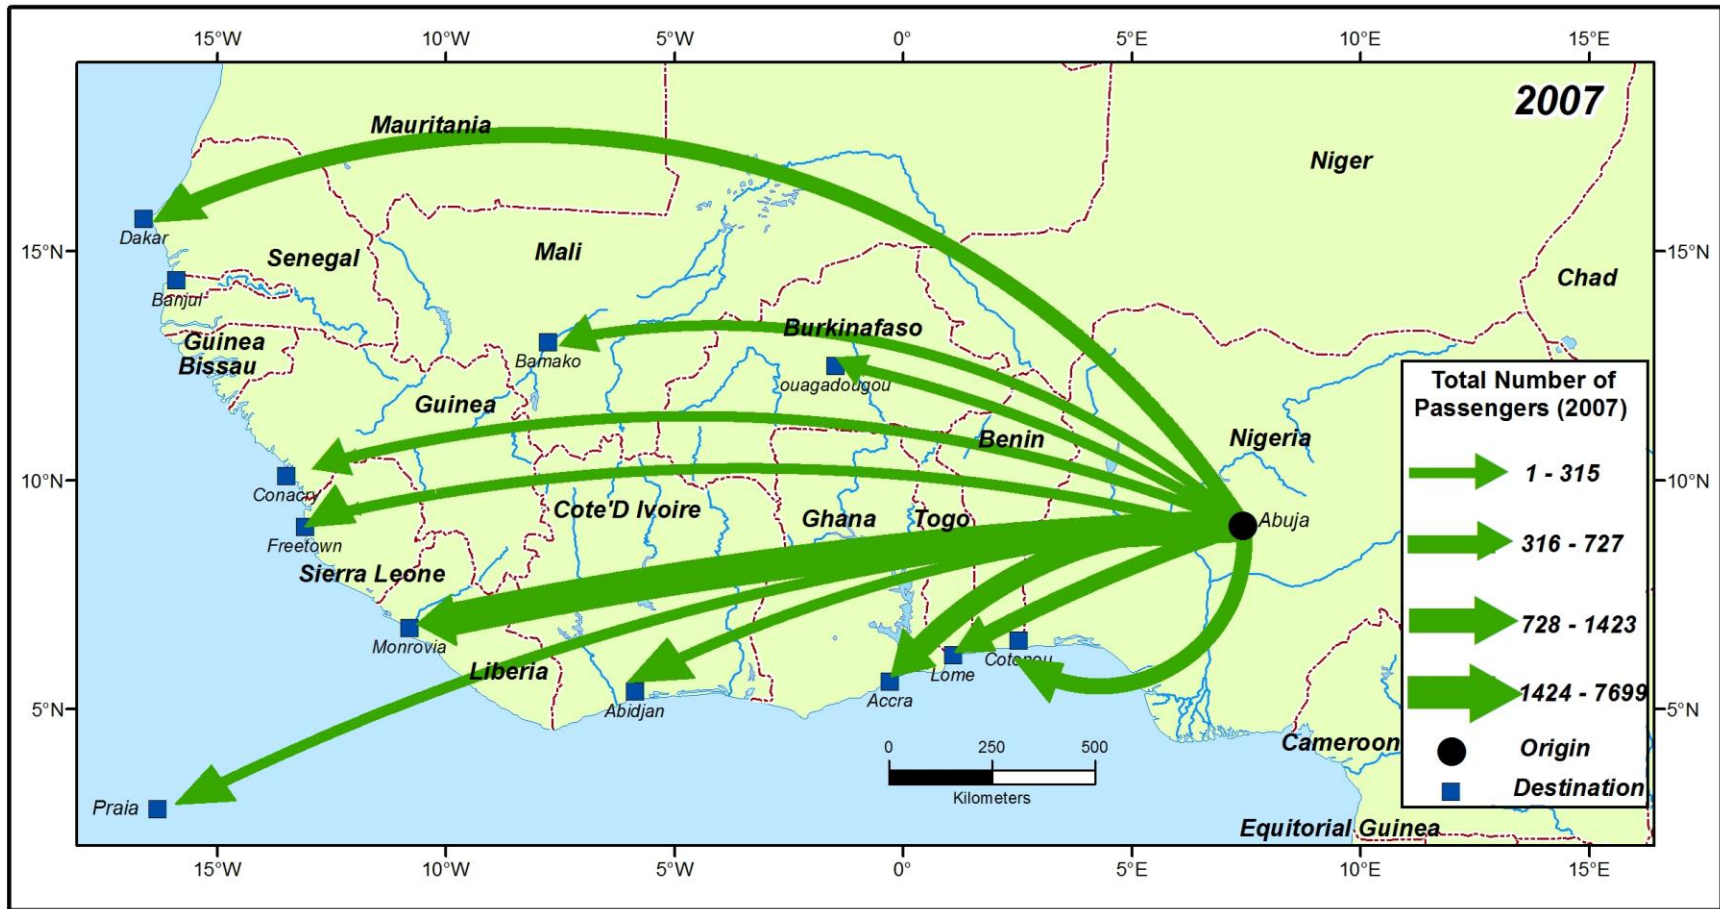 15°W 10°W 5°W 0° 5°E 10°E 15°E
2007
Mauritania
Niger
Dakar
15°N
Senegal
Mali
15°N
Chad
Banjul
Guinea
Bissau
Bamako
Burkinafaso
ouagadougou
Guinea
Benin
Nigeria
Total Number of
Passengers (2007)
1 - 315
316 - 727
728 - 1423
1424 - 7699
Origin
Destination
10°N
Conacry
10°N
Freetown
Cote'D Ivoire
Ghana
Togo
Abuja
Sierra Leone
Monrovia
Liberia
Abidjan
Accra
Lome
Cotonou
5°N
5°N
0 250 500
Kilometers
Cameroon
Praia
Equitorial Guinea
15°W 10°W 5°W 0° 5°E 10°E 15°E